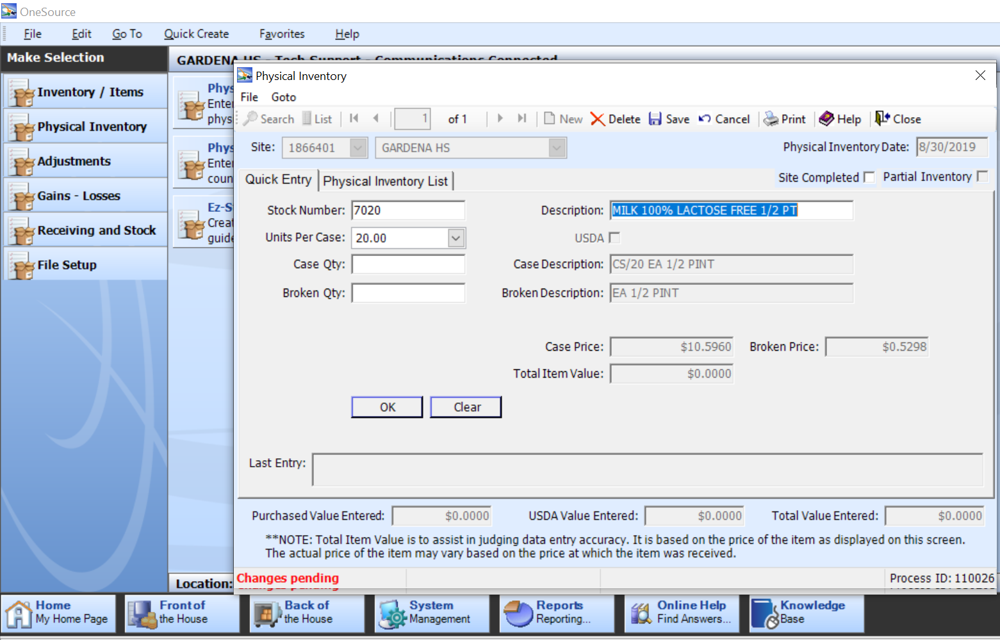 OneSource
File Edit Go To Quick Create Favorites Help
Make Selection
GARDENA HS - Tech Support - Communications Connected
Inventory / Items
Physical Inventory
Adjustments
Gains - Losses
Receiving and Stock
File Setup
Phys
Enter
phys
Phys
Enter
coun
Ez-S
Creat
guide
Physical Inventory
File Goto
Search List 1 of 1 New Delete Save Cancel Print Help Close
Site: 1866401 GARDENA HS Physical Inventory Date: 8/30/2019
Quick Entry Physical Inventory List Site Completed Partial Inventory
Stock Number: 7020 Description: MILK 100% LACTOSE FREE 1/2 PT
Units Per Case: 20.00 USDA
Case Qty: Case Description: CS/20 EA 1/2 PINT
Broken Qty: Broken Description: EA 1/2 PINT
Case Price: $10.5960 Broken Price: $0.5298
Total Item Value: $0.0000
OK Clear
Last Entry:
Purchased Value Entered: $0.0000 USDA Value Entered: $0.0000 Total Value Entered: $0.0000
**NOTE: Total Item Value is to assist in judging data entry accuracy. It is based on the price of the item as displayed on this screen.
The actual price of the item may vary based on the price at which the item was received.
Location: Changes pending Process ID: 110026
Home
My Home Page
Front of
the House
Back of
the House
System
Management
Reports
Reporting...
Online Help
Find Answers...
Knowledge
Base